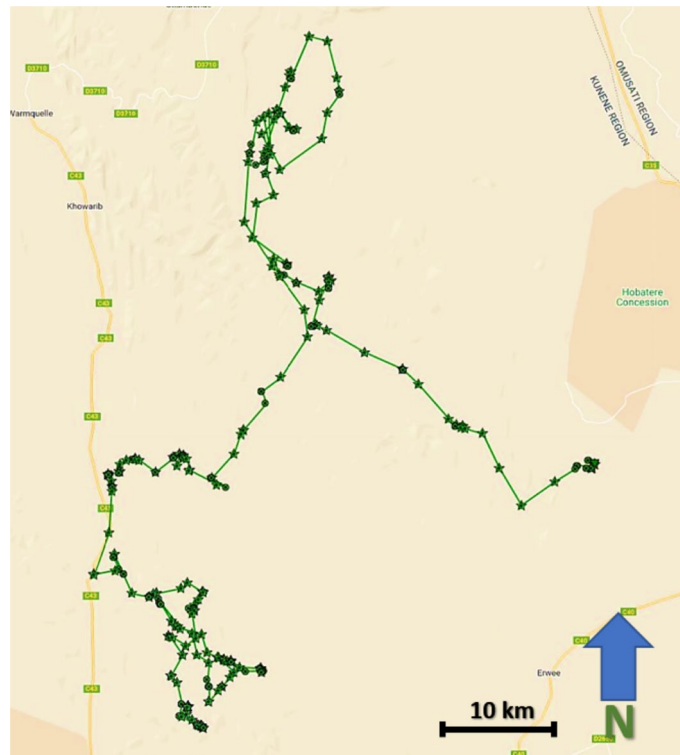 D3710
D3710
D3710
Warmquelle
C43
Khowarib
C43
C43
C43
C43
C43
C43
OMUSATI REGION
KUNENE REGION
C35
Hobatere
Concession
C40
C40
Erwee
C40
10 km
N